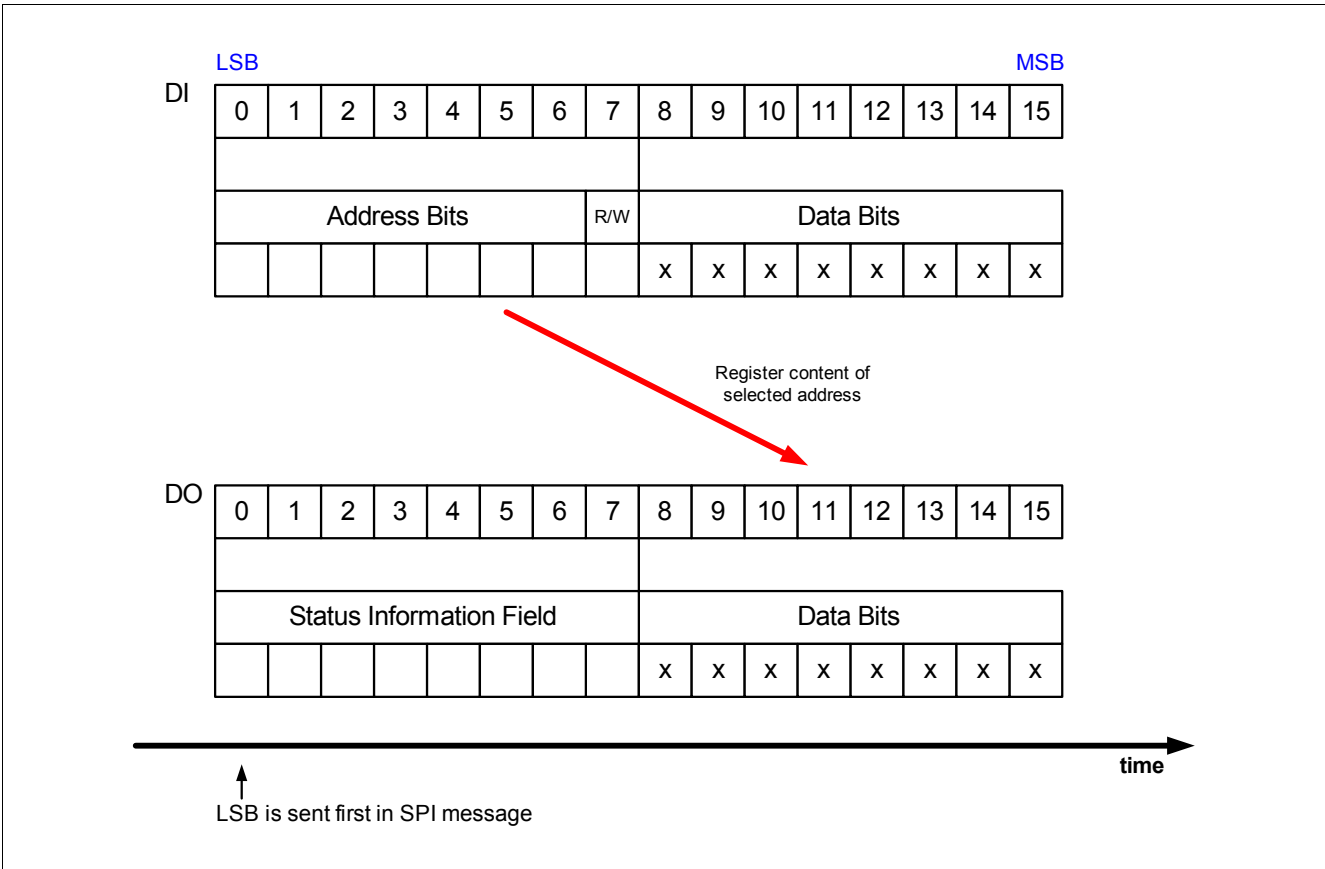 LSB MSB
DI
0 1 2 3 4 5 6 7 8 9 10 11 12 13 14 15
Address Bits R/W Data Bits
x x x x x x x x
Register content of
selected address
DO
0 1 2 3 4 5 6 7 8 9 10 11 12 13 14 15
Status Information Field Data Bits
x x x x x x x x
time
LSB is sent first in SPI message